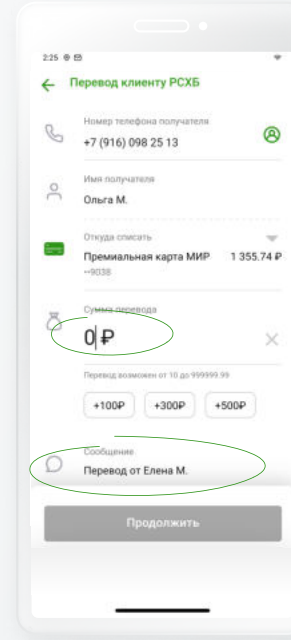 2:25
Перевод клиенту РСХБ
Номер телефона получателя
+7 (916) 098 25 13
Имя получателя
Ольга М.
Откуда списать
Премиальная карта МИР 1 355.74 ₽
··9038
Сумма перевода
0 ₽
Перевод возможен от 10 до 999999.99
+100₽ +300₽ +500₽
Сообщение
Перевод от Елена М.
Продолжить